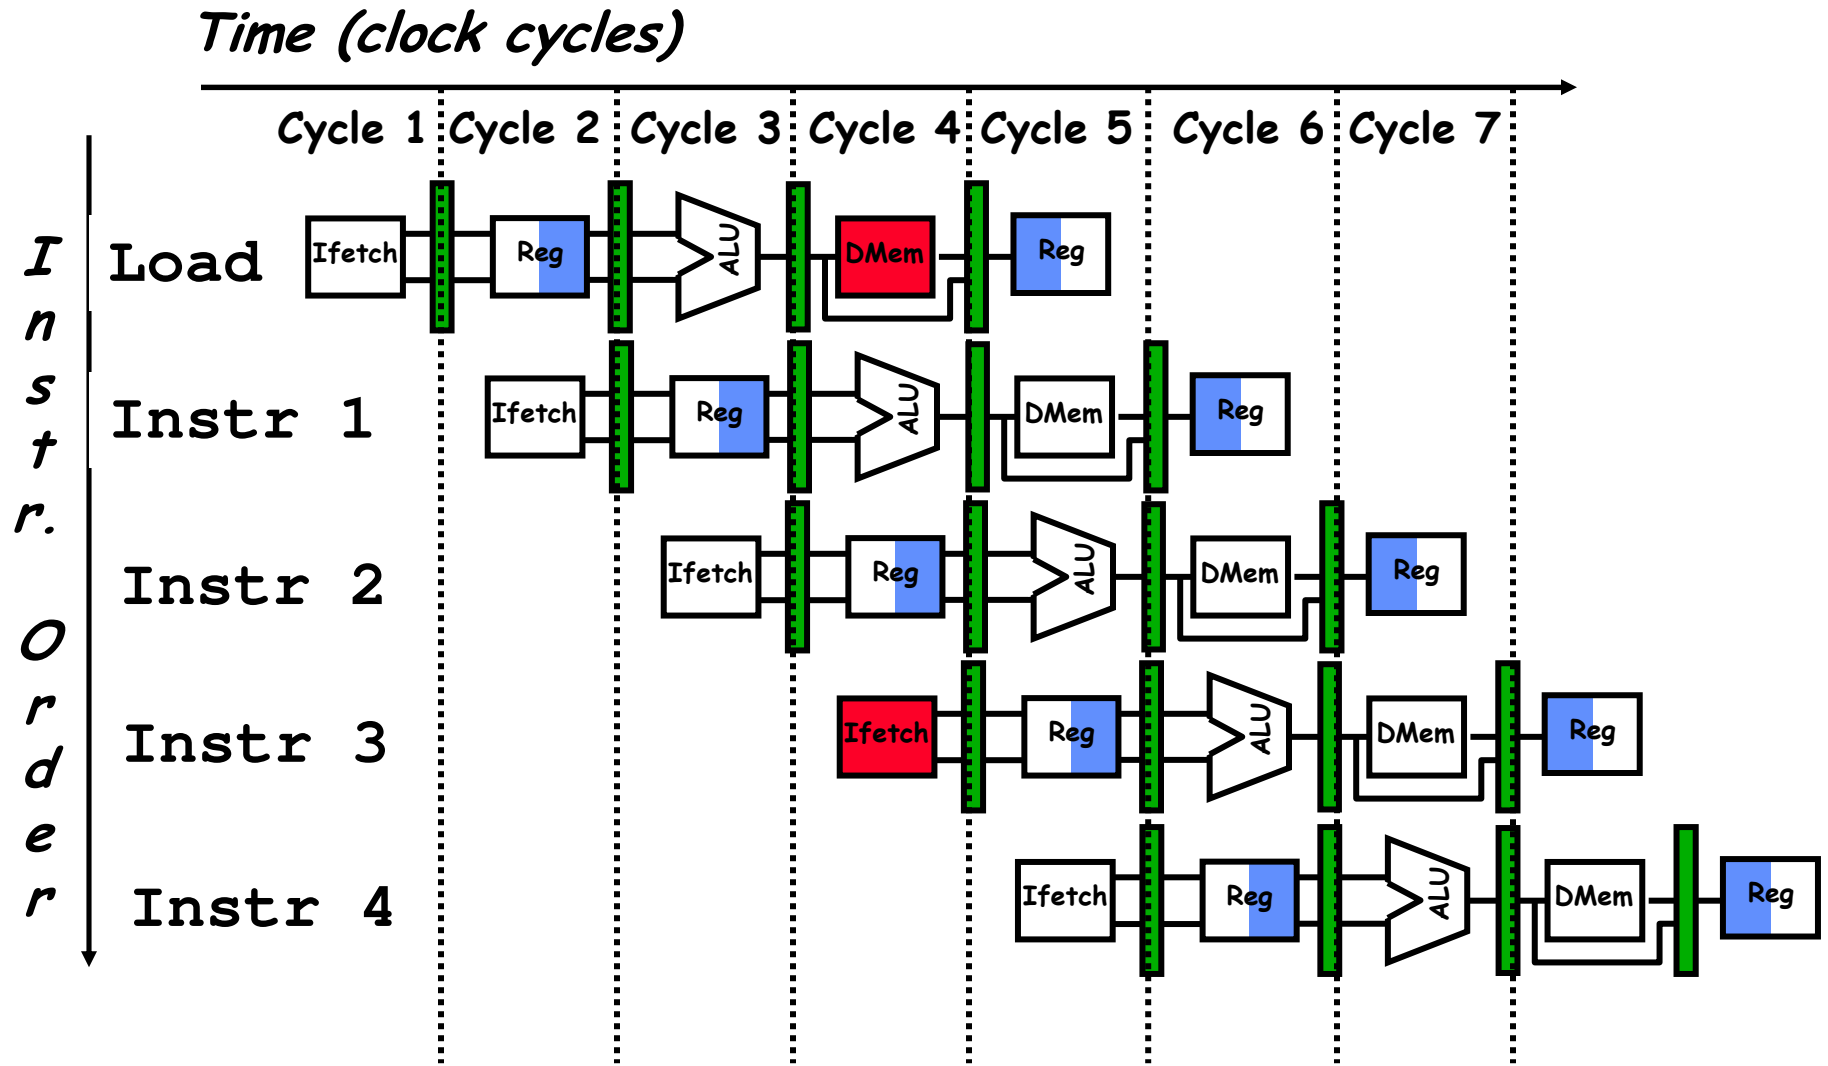 Time (clock cycles)
Cycle 1 Cycle 2 Cycle 3 Cycle 4 Cycle 5 Cycle 6 Cycle 7
Instr. Order
Load Ifetch Reg ALU DMem Reg
Instr 1 Ifetch Reg ALU DMem Reg
Instr 2 Ifetch Reg ALU DMem Reg
Instr 3 Ifetch Reg ALU DMem Reg
Instr 4 Ifetch Reg ALU DMem Reg